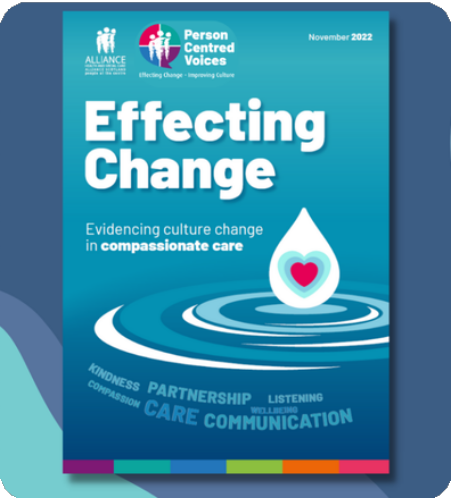 ALLIANCE
Person
Centred
Voices
Effecting Change - Improving Culture
November 2022
Effecting
Change
Evidencing culture change
in compassionate care
KINDNESS PARTNERSHIP LISTENING
COMPASSION CARE WELLBEING
COMMUNICATION